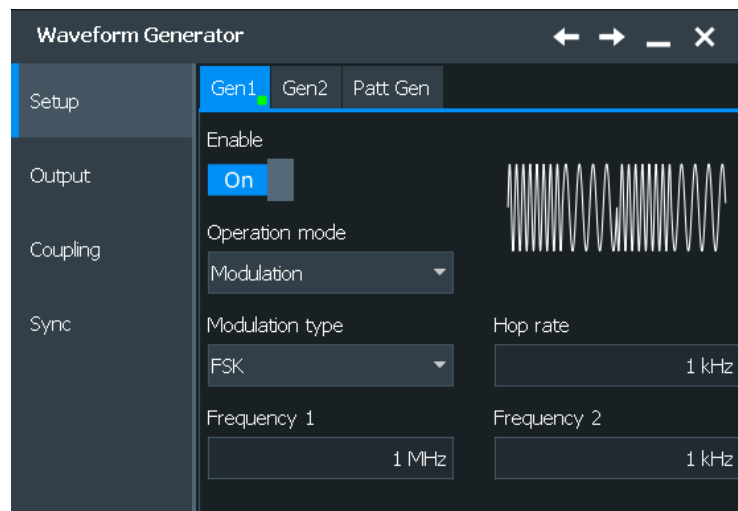 Waveform Generator
Setup
Output
Coupling
Sync
Gen1 Gen2 Patt Gen
Enable
On
Operation mode
Modulation
Modulation type
FSK
Hop rate
1 kHz
Frequency 1
1 MHz
Frequency 2
1 kHz